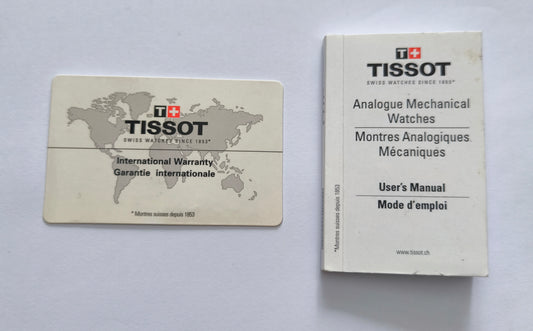 T+
TISSOT
SWISS WATCHES SINCE 1853*
International Warranty
Garantie internationale
* Montres suisses depuis 1853
T+
TISSOT
SWISS WATCHES SINCE 1853*
Analogue Mechanical
Watches
Montres Analogiques
Mécaniques
User's Manual
Mode d'emploi
*Montres suisses depuis 1853
www.tissot.ch